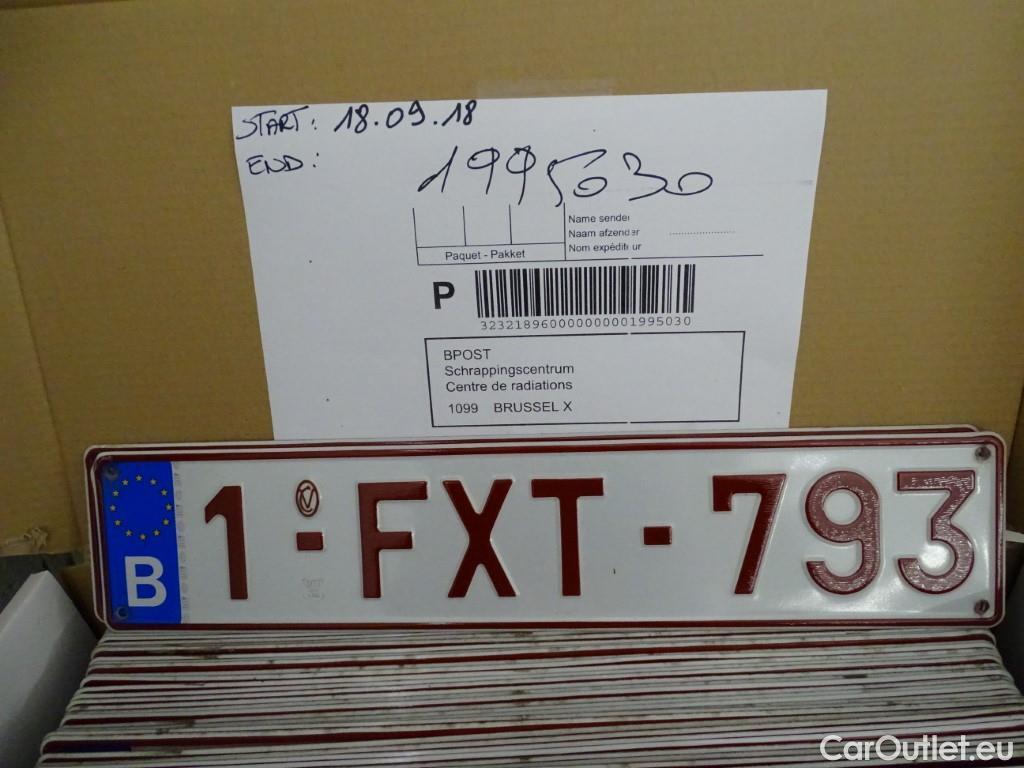 START: 18.09.18
END:
1995030
Name sender
Naam afzender ......................
Nom expéditeur
Paquet - Pakket
P
323218960000000001995030
BPOST
Schrappingscentrum
Centre de radiations
1099 BRUSSEL X
B 1-FXT-793
CarOutlet.eu